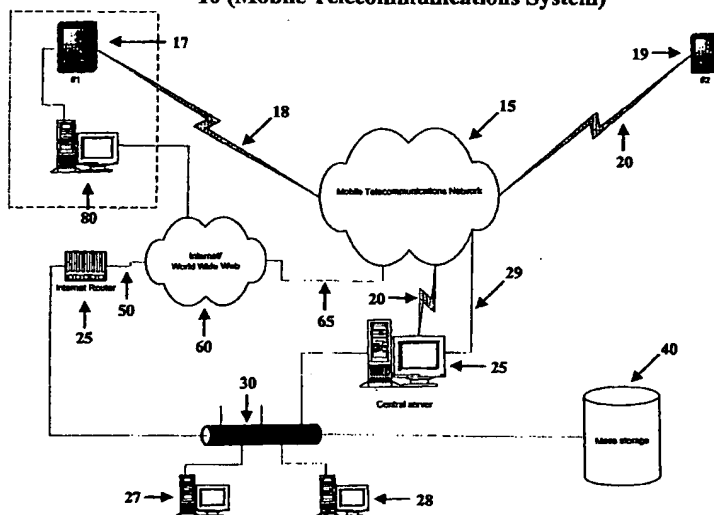 10 (Mobile Telecommunications System)
17
#1
80
18
15
Mobile Telecommunications Network
19
#2
20
Internet/
World Wide Web
Internet Router
25
50
60
65
20
29
25
Central server
40
Mass storage
30
27
28